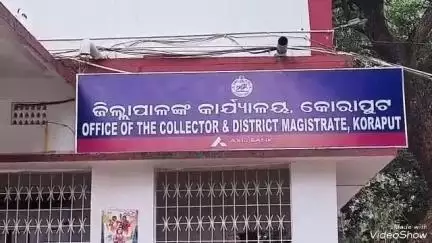 ଜିଲ୍ଲାପାଳଙ୍କ କାର୍ଯ୍ୟାଳୟ, କୋରାପୁଟ
OFFICE OF THE COLLECTOR & DISTRICT MAGISTRATE, KORAPUT
AXIS BANK
Made with
VideoShow